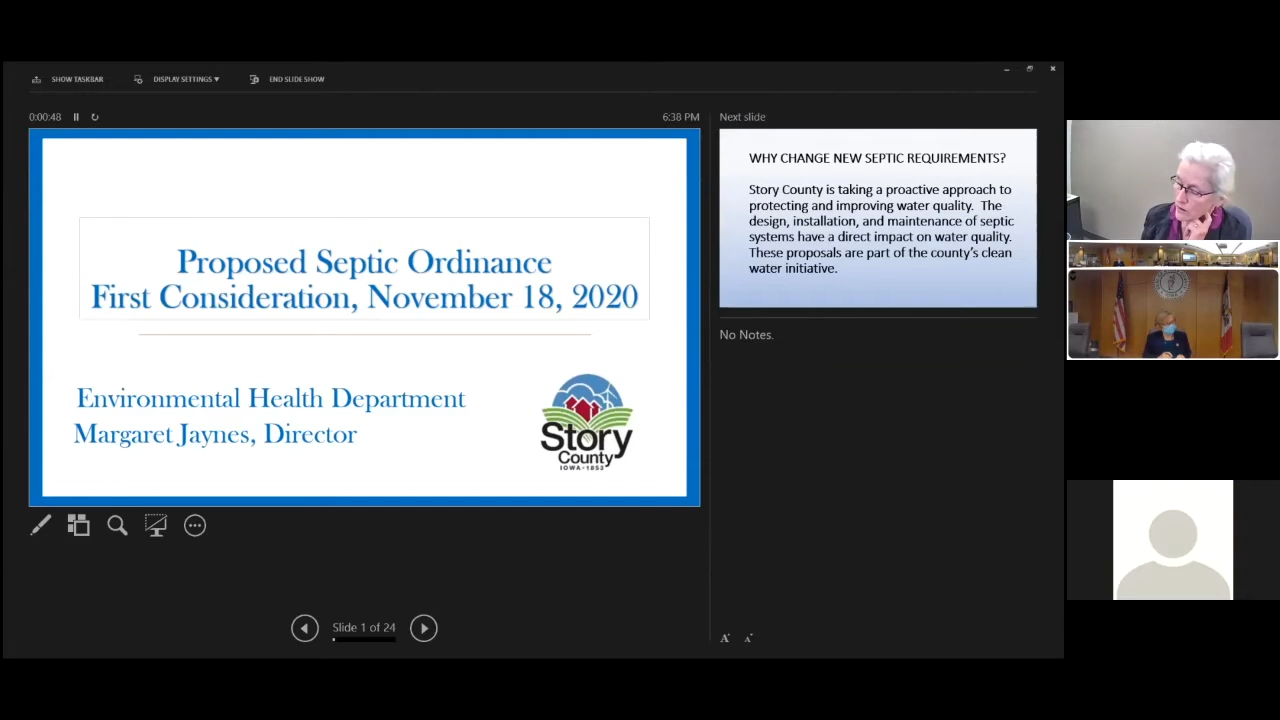 SHOW TASKBAR
DISPLAY SETTINGS
END SLIDE SHOW
0:00:48
6:38 PM
Next slide
Proposed Septic Ordinance
First Consideration, November 18, 2020
Environmental Health Department
Margaret Jaynes, Director
Story
County
IOWA-1853
WHY CHANGE NEW SEPTIC REQUIREMENTS?
Story County is taking a proactive approach to
protecting and improving water quality. The
design, installation, and maintenance of septic
systems have a direct impact on water quality.
These proposals are part of the county's clean
water initiative.
No Notes.
Slide 1 of 24
A A